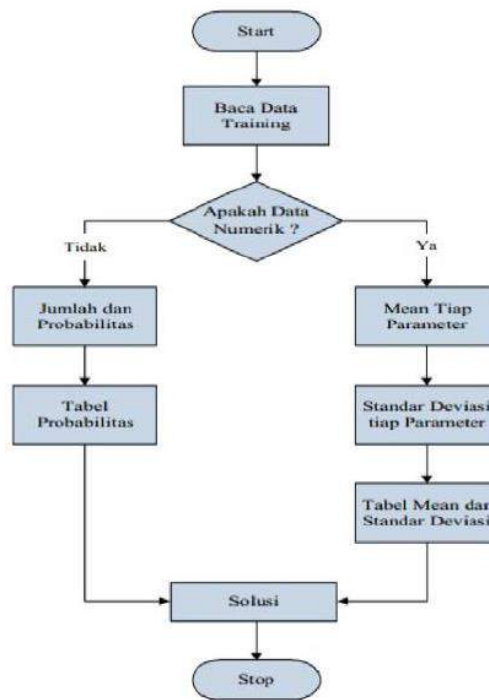 Start
Baca Data
Training
Apakah Data
Numerik ?
Tidak
Ya
Jumlah dan
Probabilitas
Mean Tiap
Parameter
Tabel
Probabilitas
Standar Deviasi
tiap Parameter
Tabel Mean dan
Standar Deviasi
Solusi
Stop